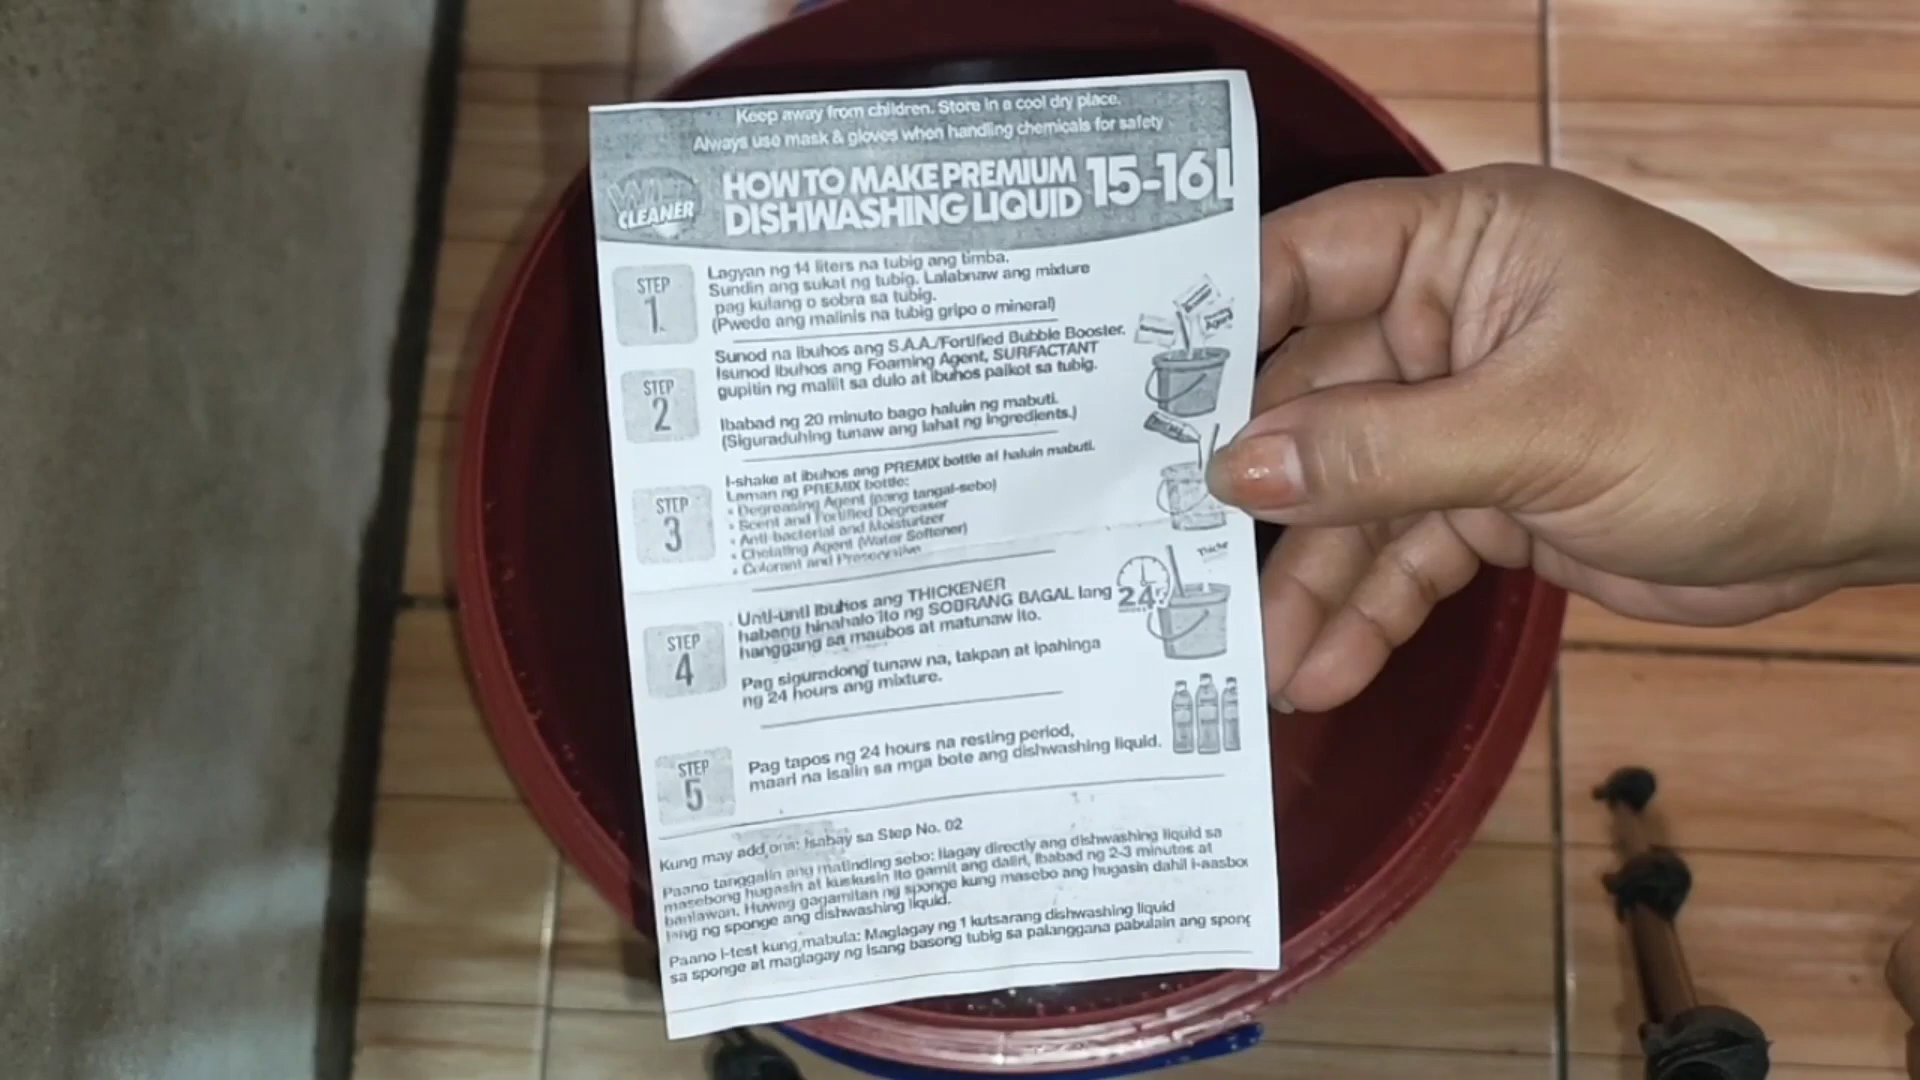 Keep away from children. Store in a cool dry place.
Always use mask & gloves when handling chemicals for safety
CLEANER
HOW TO MAKE PREMIUM
DISHWASHING LIQUID
15-16L
STEP
1.
Lagyan ng 14 liters na tubig ang timba.
Sundin ang sukat ng tubig. Lalabnaw ang mixture
pag kulang o sobra sa tubig.
(Pwede ang malinis na tubig gripo o mineral)
STEP
2
Sunod na ibuhos ang S.A.A./Fortified Bubble Booster.
Isunod ibuhos ang Foaming Agent, SURFACTANT
gupitin ng maliit sa dulo at ibuhos paikot sa tubig.
Ibabad ng 20 minuto bago haluin ng mabuti.
(Siguraduhing tunaw ang lahat ng ingredients.)
Agent
STEP
3
I-shake at ibuhos ang PREMIX bottle at haluin mabuti.
Laman ng PREMIX bottle:
• Degreasing Agent (pang tangal-sebo)
• Scent and Fortified Degreaser
• Anti-bacterial and Moisturizer
• Chelating Agent (Water Softener)
• Colorant and Preservative
STEP
4
Unti-unti ibuhos ang THICKENER
habang hinahalo ito ng SOBRANG BAGAL lang
hanggang sa maubos at matunaw ito.
Pag siguradong tunaw na, takpan at ipahinga
ng 24 hours ang mixture.
24
STEP
5
Pag tapos ng 24 hours na resting period,
maari na isalin sa mga bote ang dishwashing liquid.
Kung may add ons: Isabay sa Step No. 02
Paano tanggalin ang matinding sebo: Ilagay directly ang dishwashing liquid sa
masebong hugasin at kuskusin ito gamit ang daliri, ibabad ng 2-3 minutes at
banlawan. Huwag gagamitan ng sponge kung masebo ang hugasin dahil i-aasbor
lang ng sponge ang dishwashing liquid.
Paano i-test kung mabula: Maglagay ng 1 kutsarang dishwashing liquid
sa sponge at maglagay ng isang basong tubig sa palanggana pabulain ang spong